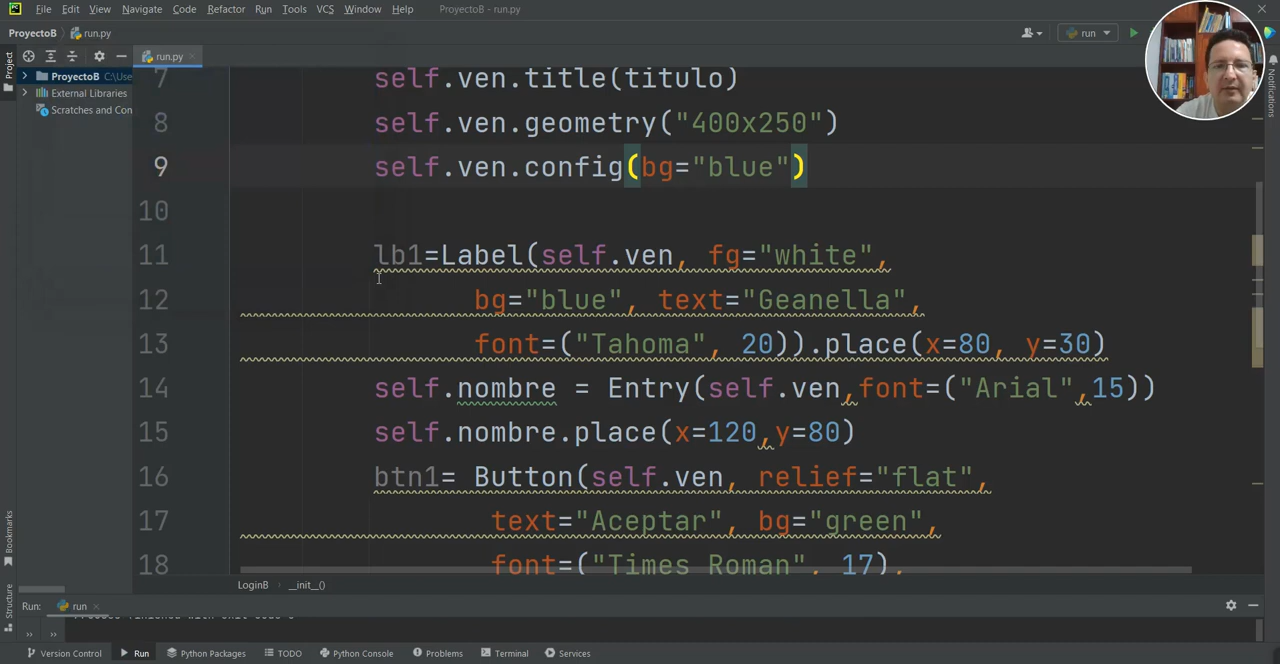 File Edit View Navigate Code Refactor Run Tools VCS Window Help ProyectoB - run.py
ProyectoB run.py run
Project run.py Notifications
ProyectoB C:\Use
External Libraries
Scratches and Con
7 self.ven.title(titulo)
8 self.ven.geometry("400x250")
9 self.ven.config(bg="blue")
10
11 lb1=Label(self.ven, fg="white",
12 bg="blue", text="Geanella",
13 font=("Tahoma", 20)).place(x=80, y=30)
14 self.nombre = Entry(self.ven,font=("Arial",15))
15 self.nombre.place(x=120,y=80)
16 btn1= Button(self.ven, relief="flat",
17 text="Aceptar", bg="green",
18 font=("Times Roman", 17),
Bookmarks
Structure
LoginB __init__()
Run: run
Version Control Run Python Packages TODO Python Console Problems Terminal Services